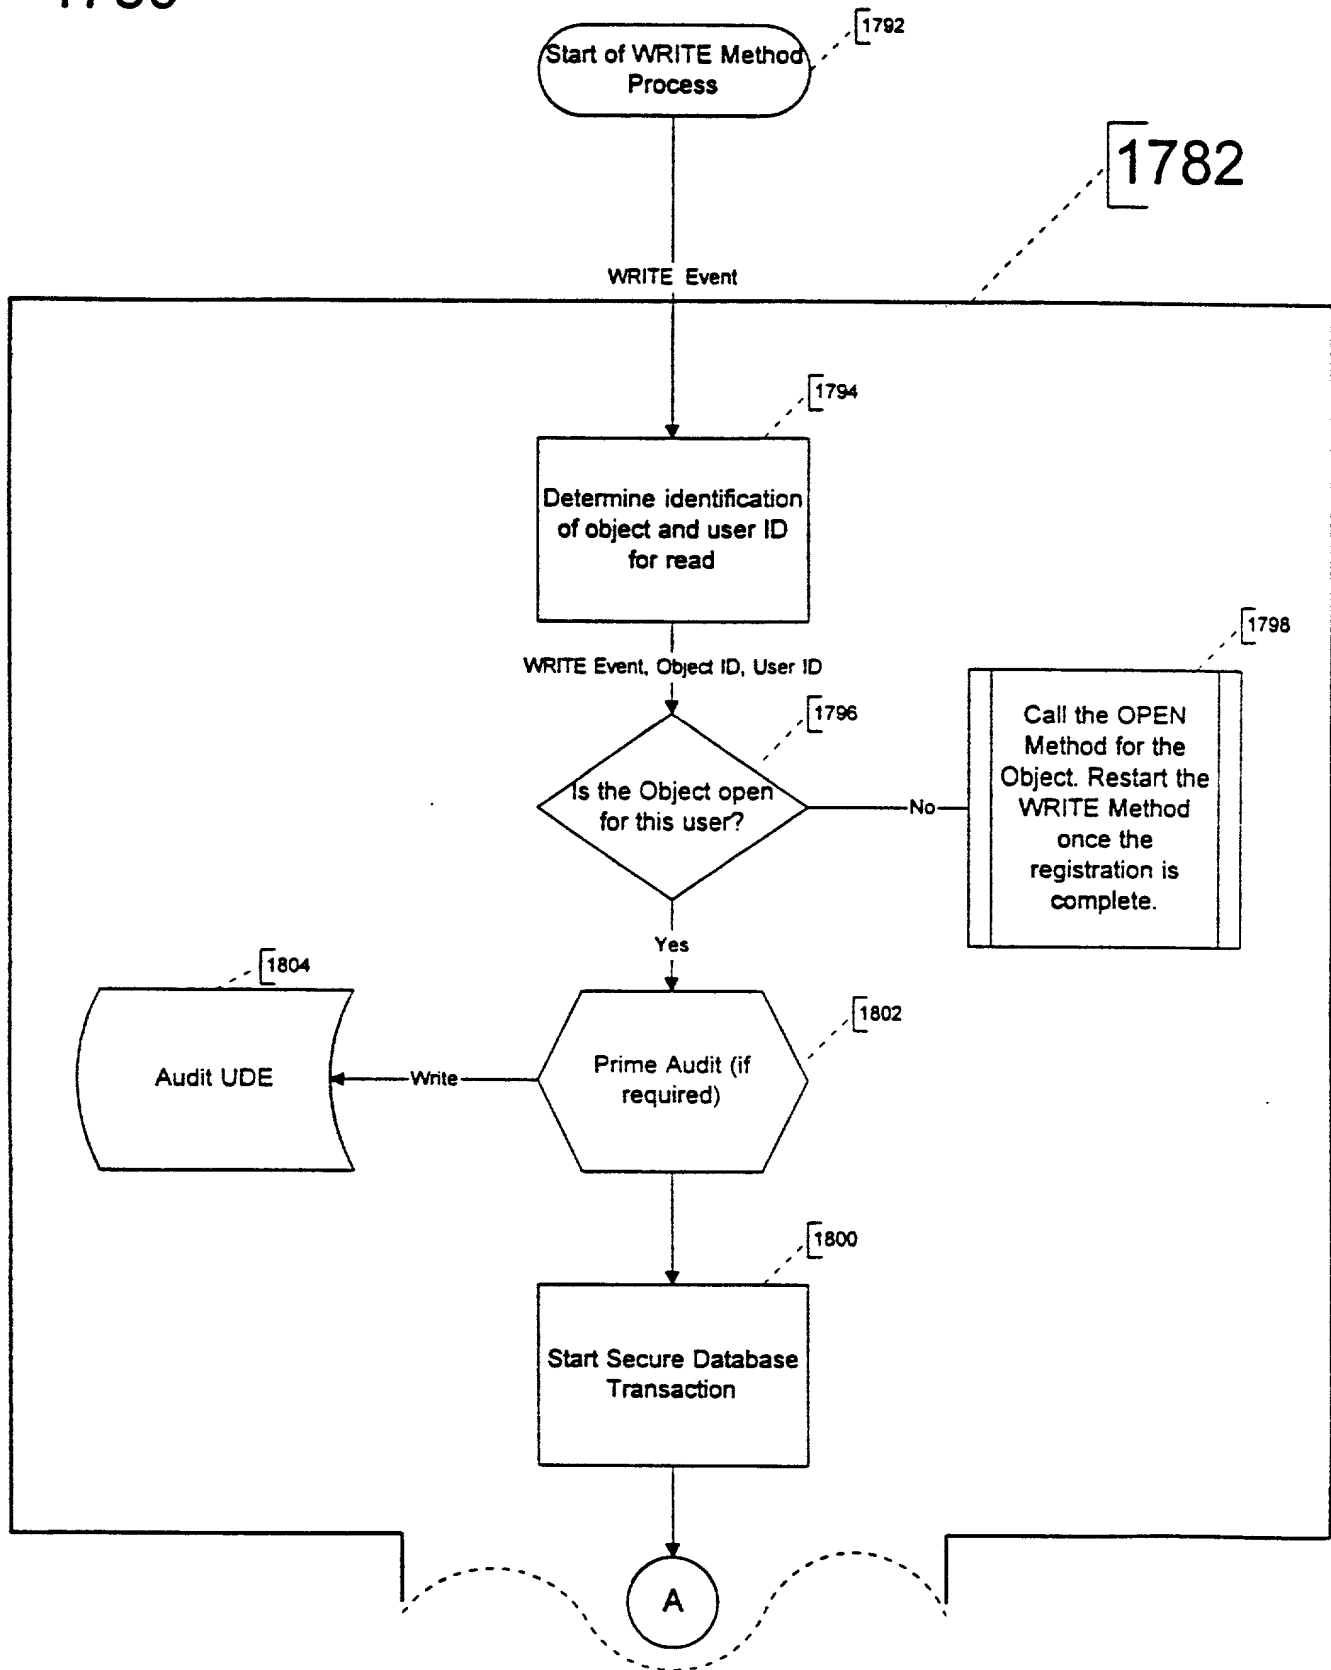 Start of WRITE Method
Process
1792
1782
WRITE Event
1794
Determine identification
of object and user ID
for read
WRITE Event, Object ID, User ID
1796
Is the Object open
for this user?
No
1798
Call the OPEN
Method for the
Object. Restart the
WRITE Method
once the
registration is
complete.
Yes
1804
Audit UDE
Write
1802
Prime Audit (if
required)
1800
Start Secure Database
Transaction
A